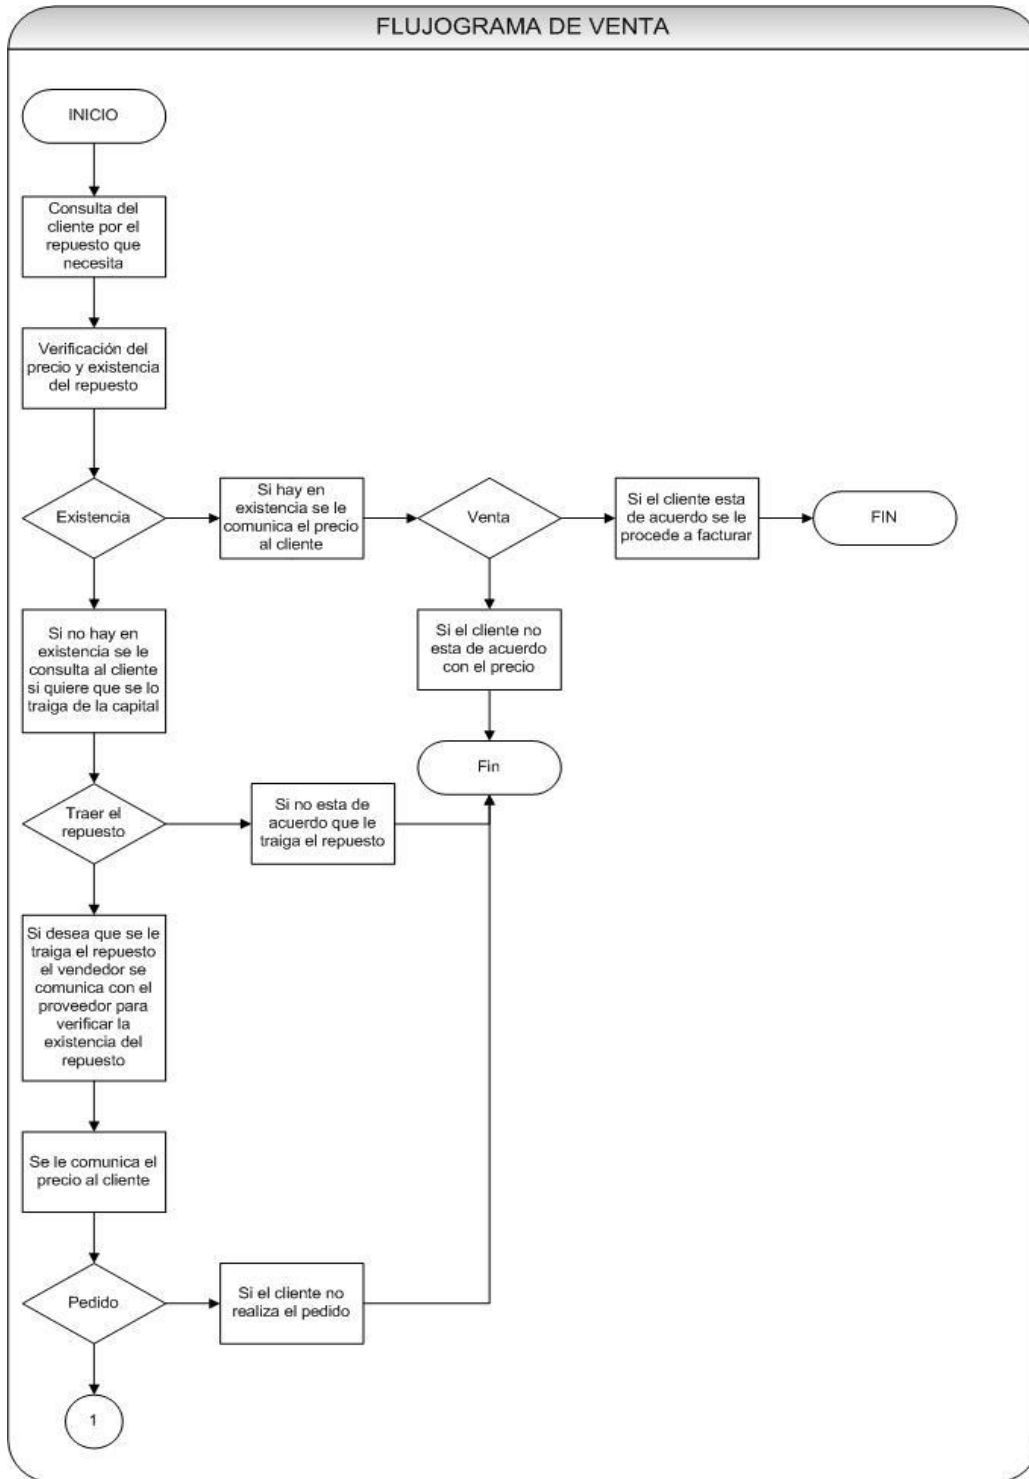 FLUJOGRAMA DE VENTA
INICIO
Consulta del
cliente por el
repuesto que
necesita
Verificación del
precio y existencia
del repuesto
Existencia
Si hay en
existencia se le
comunica el precio
al cliente
Venta
Si el cliente esta
de acuerdo se le
procede a facturar
FIN
Si no hay en
existencia se le
consulta al cliente
si quiere que se lo
traiga de la capital
Si el cliente no
esta de acuerdo
con el precio
Fin
Traer el
repuesto
Si no esta de
acuerdo que le
traiga el repuesto
Si desea que se le
traiga el repuesto
el vendedor se
comunica con el
proveedor para
verificar la
existencia del
repuesto
Se le comunica el
precio al cliente
Pedido
Si el cliente no
realiza el pedido
1